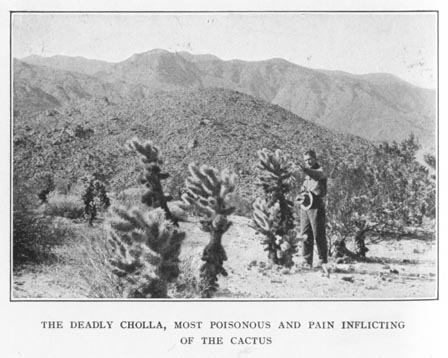 THE DEADLY CHOLLA, MOST POISONOUS AND PAIN INFLICTING
OF THE CACTUS